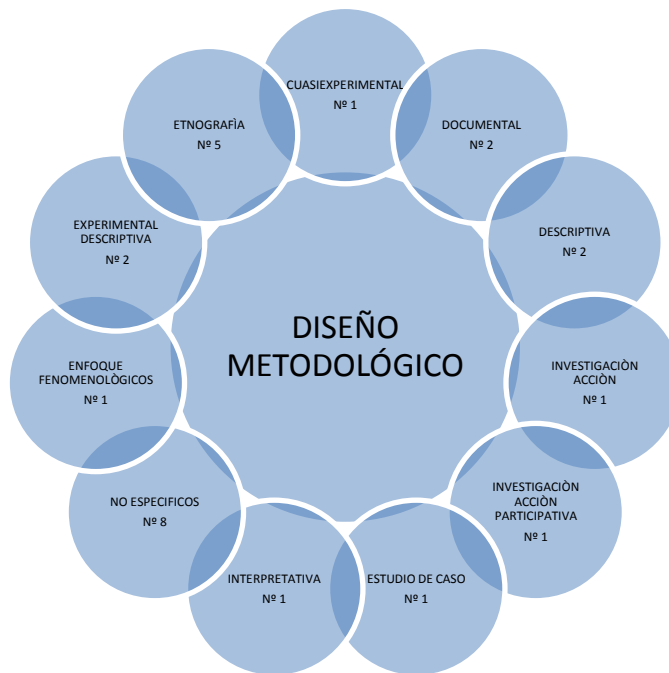 CUASIEXPERIMENTAL
Nº 1
DOCUMENTAL
Nº 2
DESCRIPTIVA
Nº 2
INVESTIGACIÒN
ACCIÒN
Nº 1
INVESTIGACIÒN
ACCIÒN
PARTICIPATIVA
Nº 1
ESTUDIO DE CASO
Nº 1
INTERPRETATIVA
Nº 1
NO ESPECIFICOS
Nº 8
ENFOQUE
FENOMENOLÒGICOS
Nº 1
EXPERIMENTAL
DESCRIPTIVA
Nº 2
ETNOGRAFÌA
Nº 5
DISEÑO
METODOLÓGICO